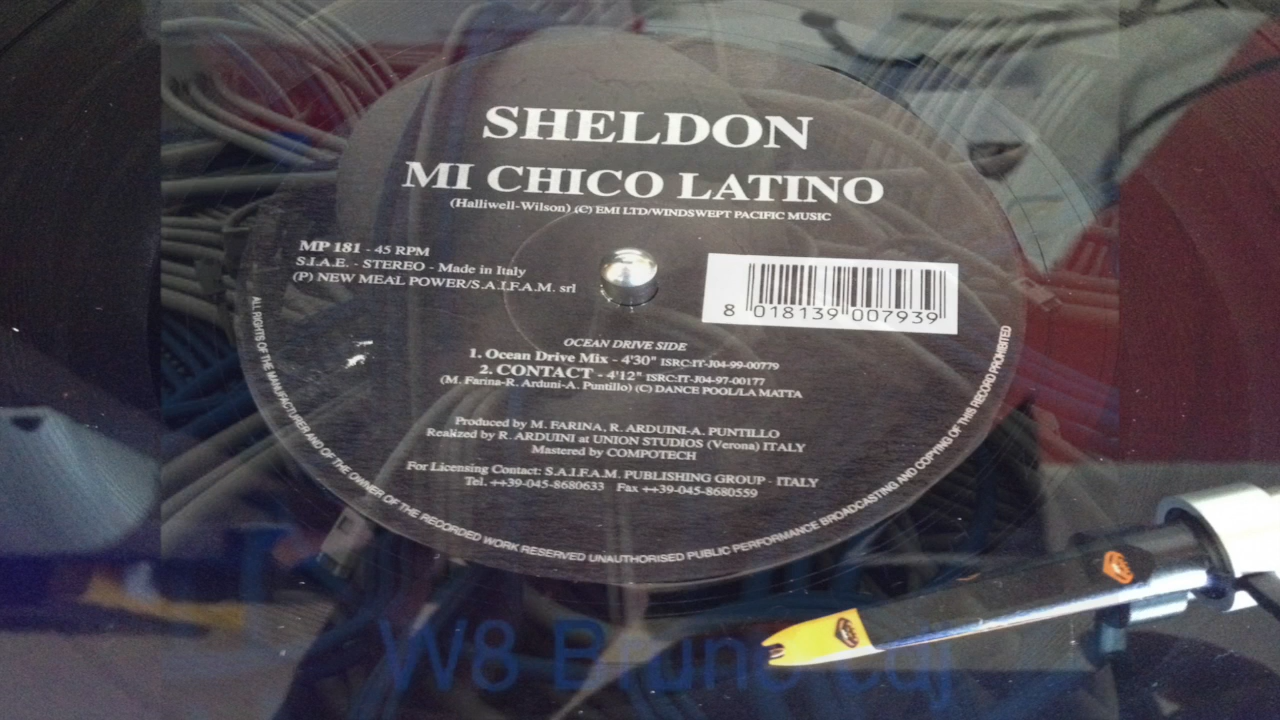 SHELDON
MI CHICO LATINO
(Halliwell-Wilson) (C) EMI LTD/WINDSWEPT PACIFIC MUSIC
MP 181 - 45 RPM
S.I.A.E. - STEREO - Made in Italy
(P) NEW MEAL POWER/S.A.I.F.A.M. srl
8 018139 007939
OCEAN DRIVE SIDE
1. Ocean Drive Mix - 4'30" ISRC:IT-J04-99-00779
2. CONTACT - 4'12" ISRC:IT-J04-97-00177
(M. Farina-R. Arduni-A. Puntillo) (C) DANCE POOL/LA MATTA
Produced by M. FARINA, R. ARDUINI-A. PUNTILLO
Realized by R. ARDUINI at UNION STUDIOS (Verona) ITALY
Mastered by COMPOTECH
For Licensing Contact: S.A.I.F.A.M. PUBLISHING GROUP - ITALY
Tel. ++39-045-8680633 Fax ++39-045-8680559
ALL RIGHTS OF THE MANUFACTURER AND OF THE OWNER OF THE RECORDED WORK RESERVED UNAUTHORISED PUBLIC PERFORMANCE BROADCASTING AND COPYING OF THIS RECORD PROHIBITED
W8 Bruno cdj